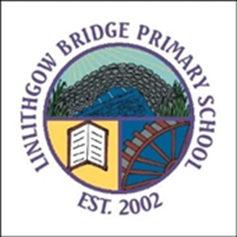 LINLITHGOW BRIDGE PRIMARY SCHOOL
EST. 2002